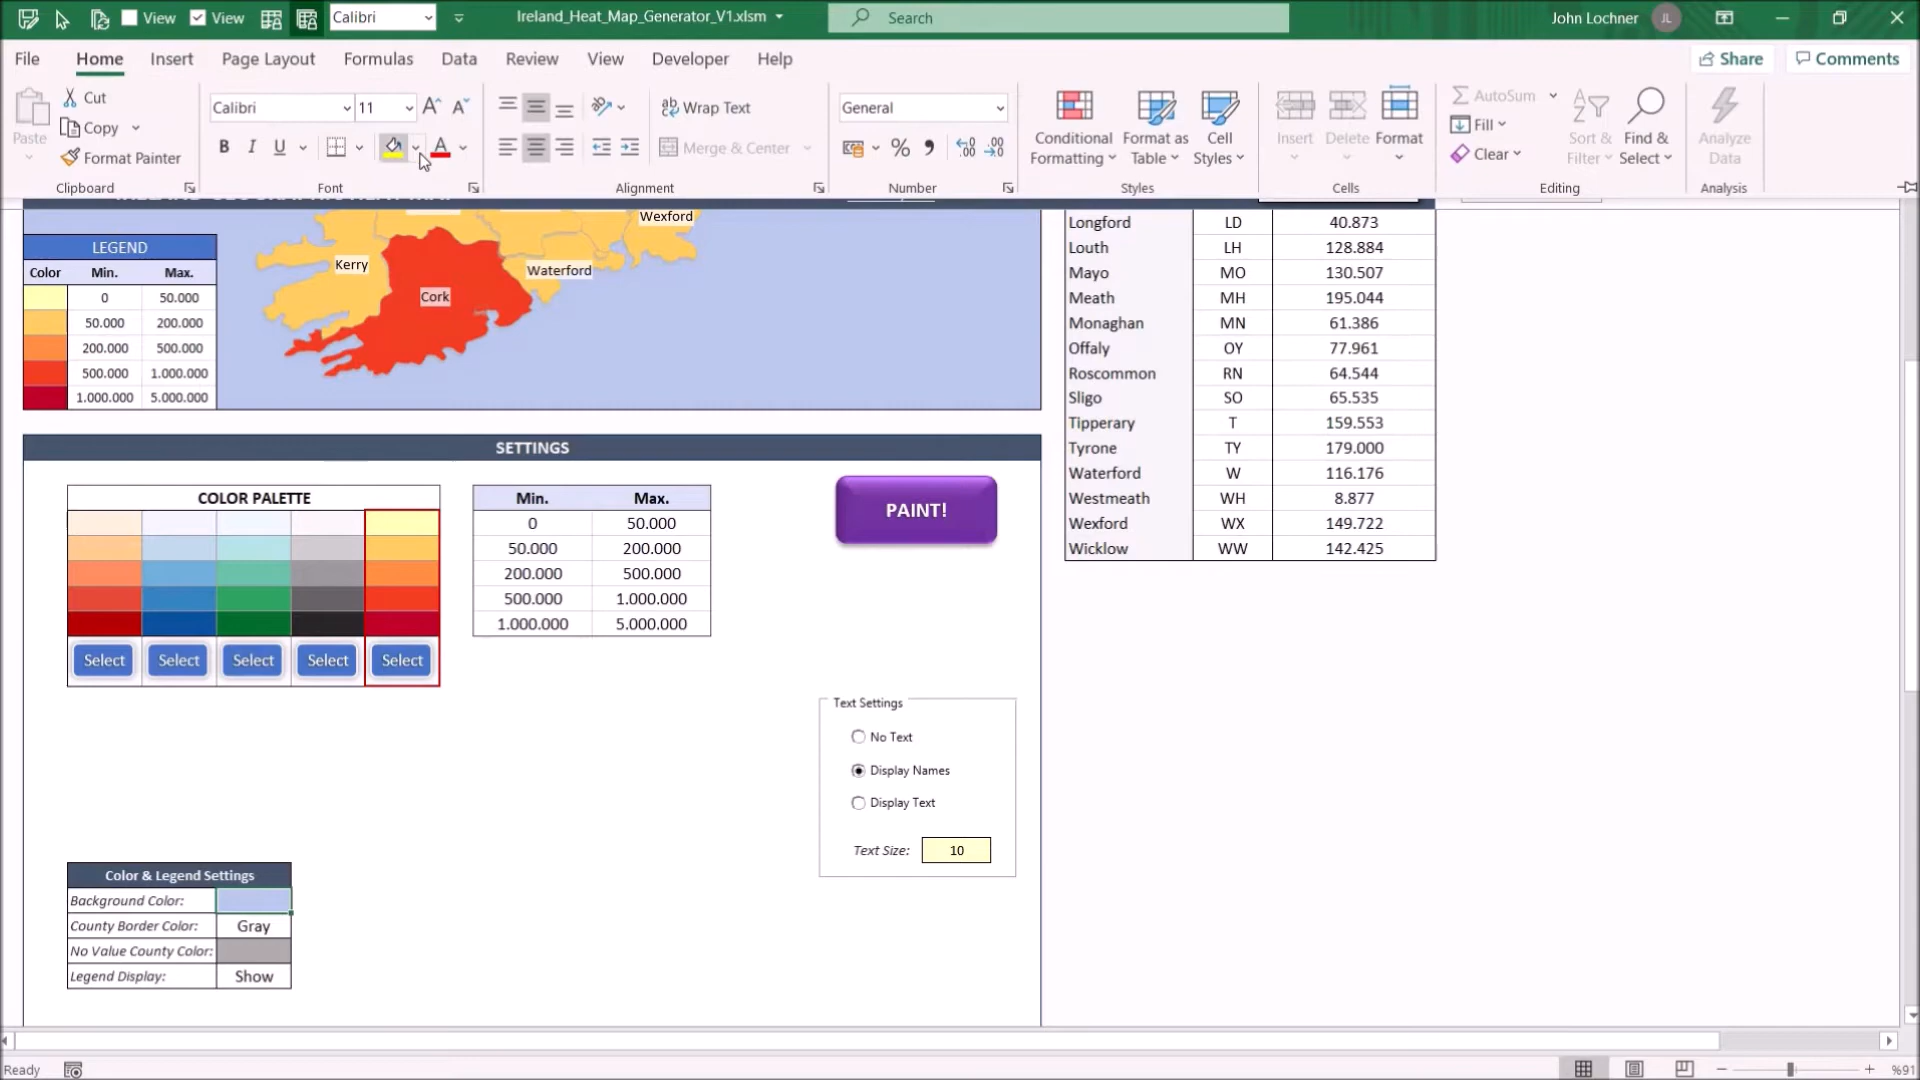 View
View
Calibri
Ireland_Heat_Map_Generator_V1.xlsm
Search
John Lochner
JL
File
Home
Insert
Page Layout
Formulas
Data
Review
View
Developer
Help
Share
Comments
Paste
Cut
Copy
Format Painter
Clipboard
Calibri
11
B I U
Font
Wrap Text
Merge & Center
Alignment
General
%
Number
Conditional Formatting
Format as Table
Cell Styles
Styles
Insert
Delete
Format
Cells
AutoSum
Fill
Clear
Sort & Filter
Find & Select
Editing
Analyze Data
Analysis
Wexford
Kerry
Waterford
Cork
LEGEND
Color Min. Max.
0 50.000
50.000 200.000
200.000 500.000
500.000 1.000.000
1.000.000 5.000.000
Longford LD 40.873
Louth LH 128.884
Mayo MO 130.507
Meath MH 195.044
Monaghan MN 61.386
Offaly OY 77.961
Roscommon RN 64.544
Sligo SO 65.535
Tipperary T 159.553
Tyrone TY 179.000
Waterford W 116.176
Westmeath WH 8.877
Wexford WX 149.722
Wicklow WW 142.425
SETTINGS
COLOR PALETTE
Select Select Select Select Select
Min. Max.
0 50.000
50.000 200.000
200.000 500.000
500.000 1.000.000
1.000.000 5.000.000
PAINT!
Text Settings
No Text
Display Names
Display Text
Text Size: 10
Color & Legend Settings
Background Color:
County Border Color: Gray
No Value County Color:
Legend Display: Show
Ready
%91